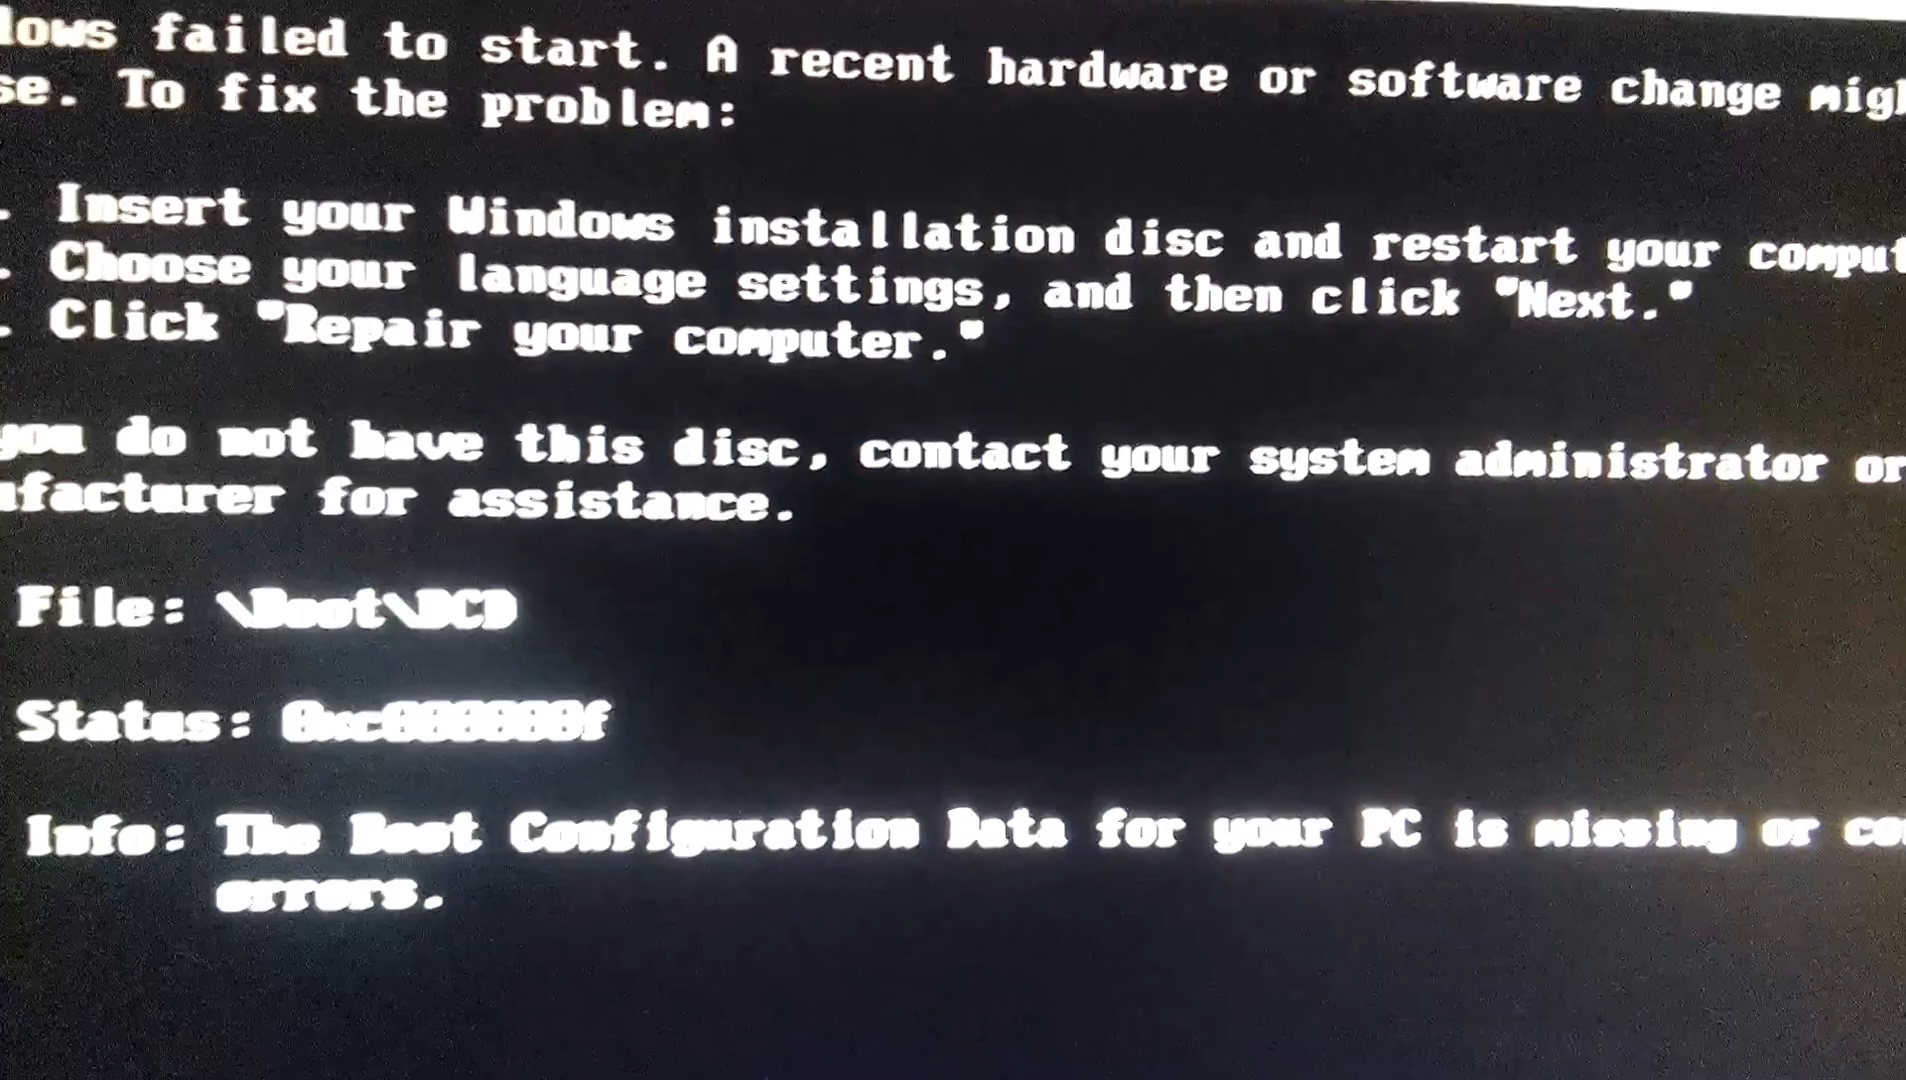 failed to start. A recent hardware or software change
To fix the problem:
Insert your Windows installation disc and restart your
Choose your language settings, and then click "Next."
Click "Repair your computer."
you do not have this disc, contact your system administrator or
for assistance.
File: \Boot\BCD
Status: 0xc000000f
Info: The Boot Configuration Data for your PC is missing or
errors.